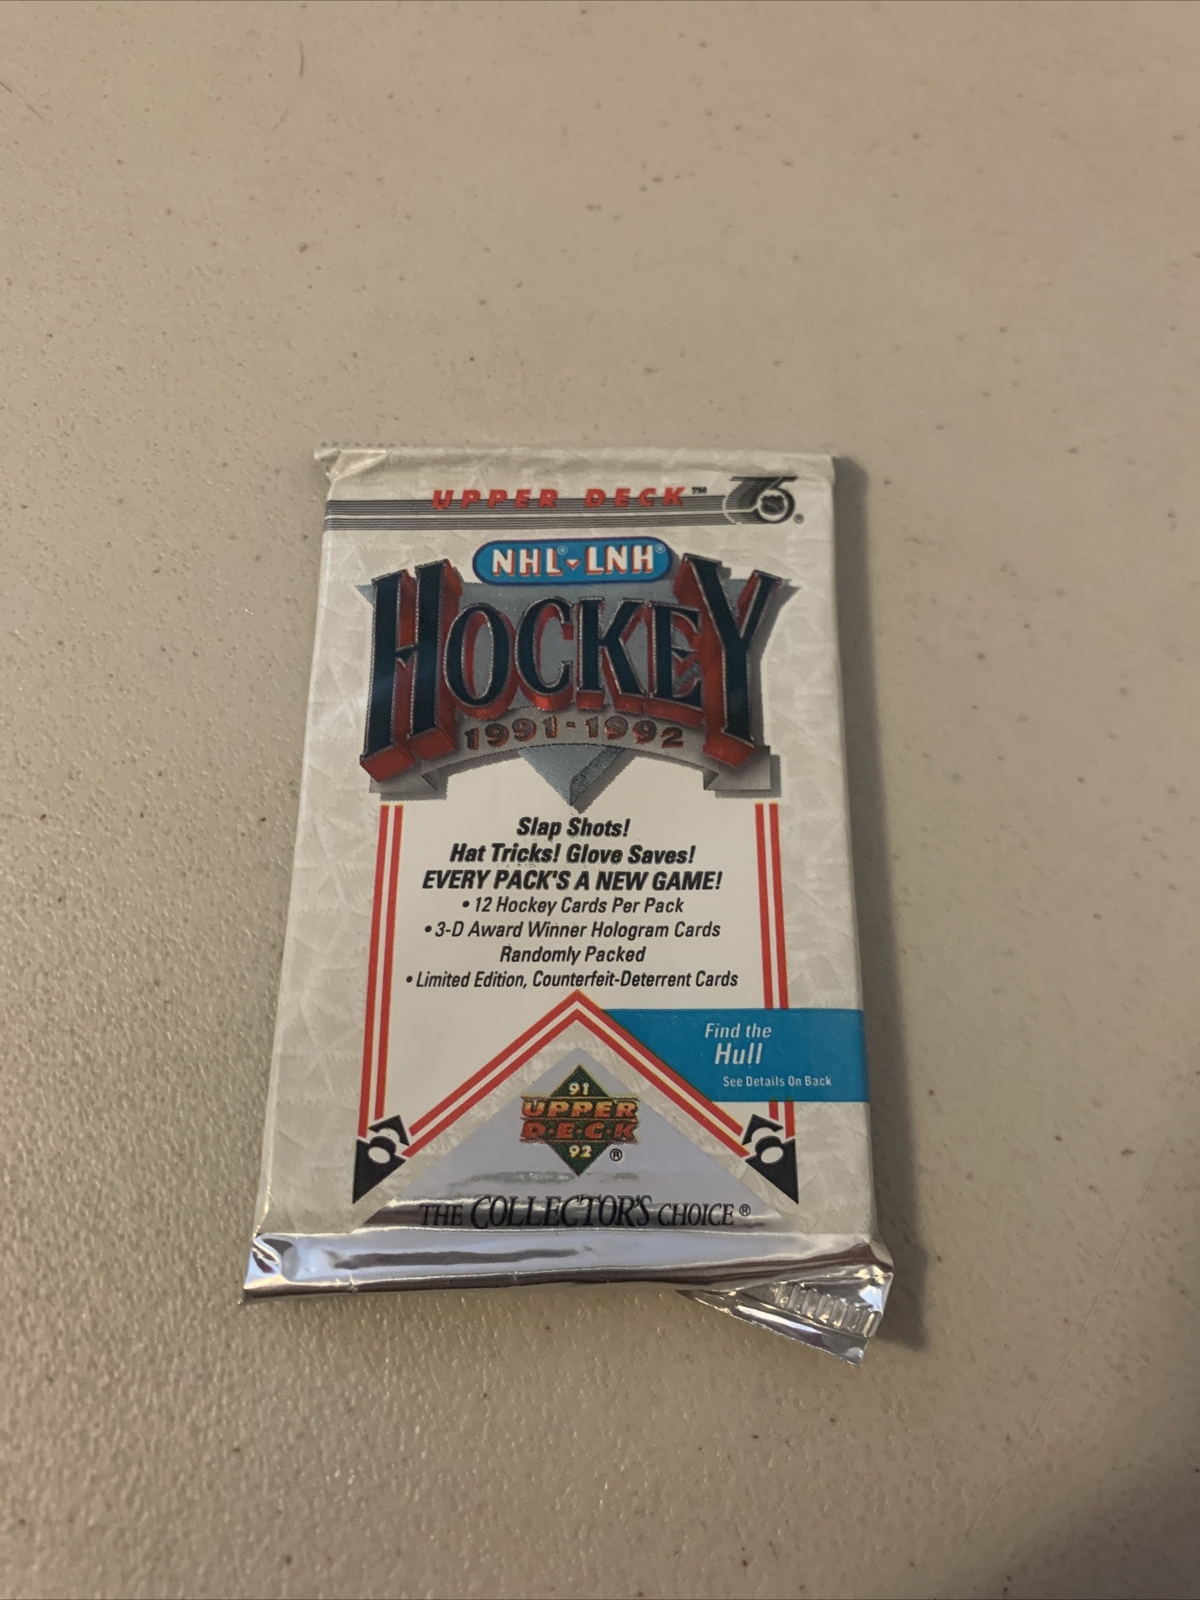 UPPER DECK™
75
®
NHL® LNH®
HOCKEY
1991-1992
Slap Shots!
Hat Tricks! Glove Saves!
EVERY PACK'S A NEW GAME!
• 12 Hockey Cards Per Pack
• 3-D Award Winner Hologram Cards
Randomly Packed
• Limited Edition, Counterfeit-Deterrent Cards
Find the
Hull
See Details On Back
91
UPPER
D·E·C·K
92 ®
THE COLLECTOR'S CHOICE®